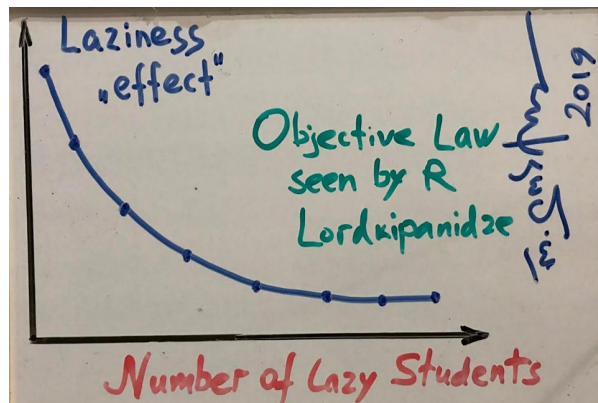 Laziness
„effect"
Objective Law
seen by R
Lordkipanidze
2019
Number of Lazy Students